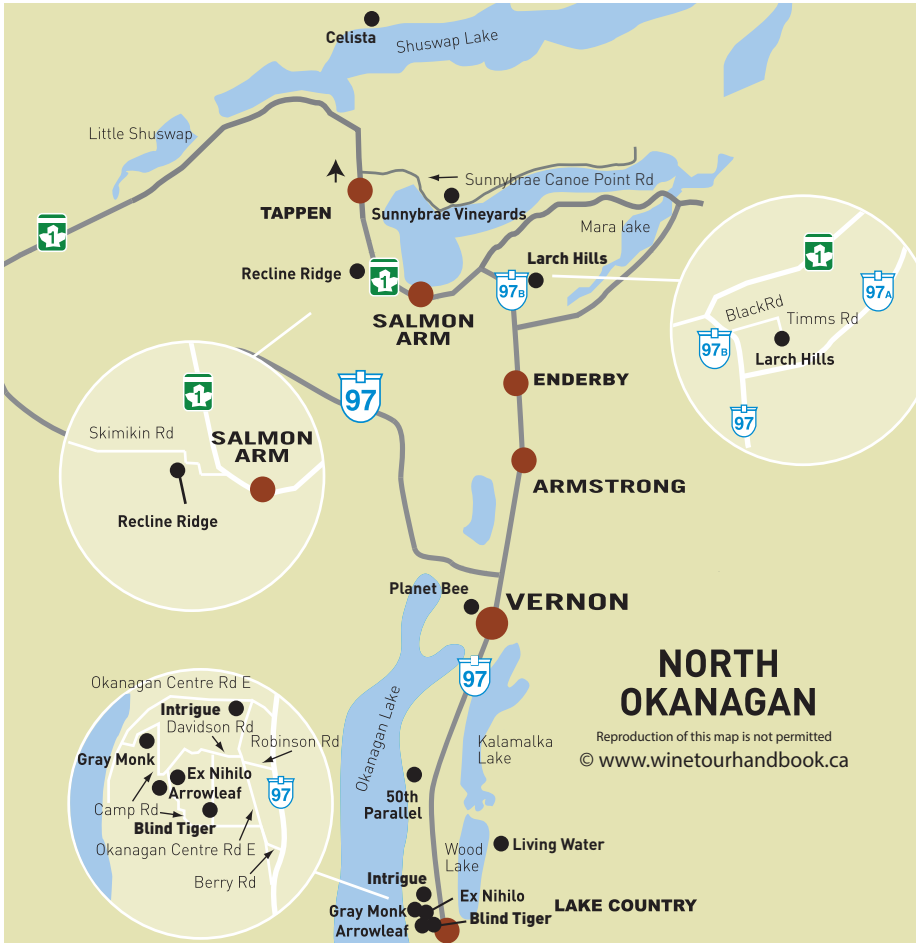 Celista
Shuswap Lake
Little Shuswap
1
Sunnybrae Canoe Point Rd
TAPPEN
Sunnybrae Vineyards
Mara lake
Recline Ridge
1
97B
Larch Hills
SALMON
ARM
1
97A
BlackRd
Timms Rd
97B
Larch Hills
97
ENDERBY
97
1
Skimikin Rd
SALMON
ARM
Recline Ridge
ARMSTRONG
Planet Bee
VERNON
97
NORTH
OKANAGAN
Reproduction of this map is not permitted
© www.winetourhandbook.ca
Okanagan Lake
Kalamalka
Lake
50th
Parallel
Living Water
Wood
Lake
Intrigue
Ex Nihilo
Gray Monk
Blind Tiger
Arrowleaf
LAKE COUNTRY
Okanagan Centre Rd E
Intrigue
Davidson Rd
Robinson Rd
Gray Monk
Ex Nihilo
Arrowleaf
97
Camp Rd
Blind Tiger
Okanagan Centre Rd E
Berry Rd